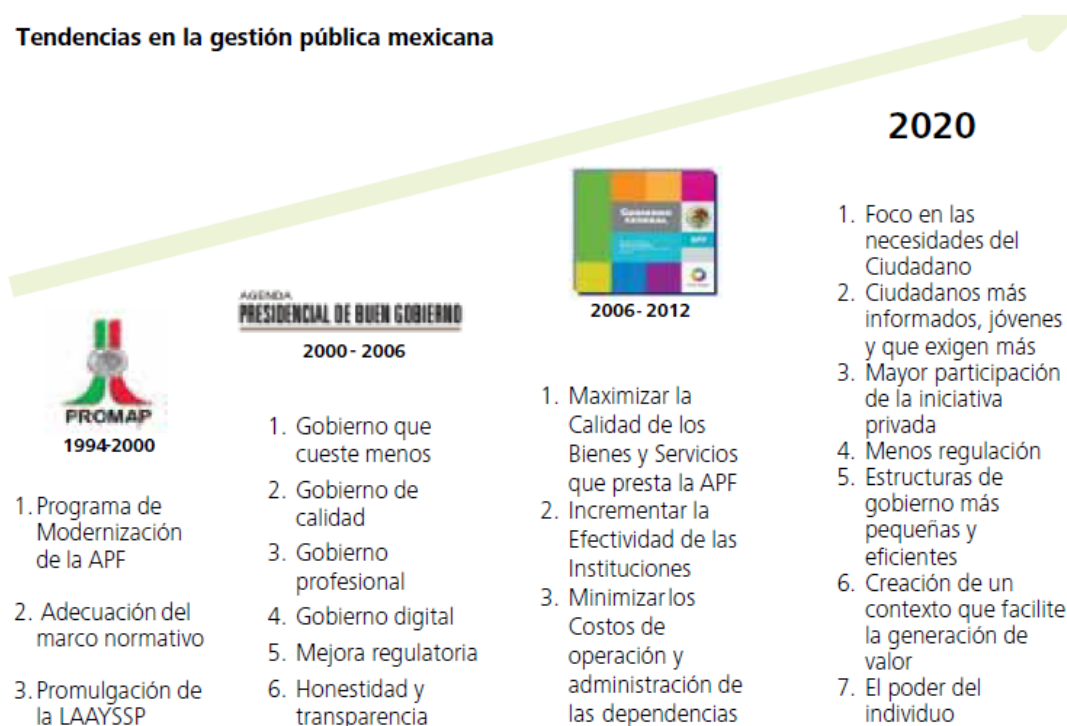 Tendencias en la gestión pública mexicana
PROMAP
1994-2000
1. Programa de
Modernización
de la APF
2. Adecuación del
marco normativo
3. Promulgación de
la LAAYSSP
AGENDA
PRESIDENCIAL DE BUEN GOBIERNO
2000 - 2006
1. Gobierno que
cueste menos
2. Gobierno de
calidad
3. Gobierno
profesional
4. Gobierno digital
5. Mejora regulatoria
6. Honestidad y
transparencia
GOBIERNO
FEDERAL
2006- 2012
1. Maximizar la
Calidad de los
Bienes y Servicios
que presta la APF
2. Incrementar la
Efectividad de las
Instituciones
3. Minimizarlos
Costos de
operación y
administración de
las dependencias
2020
1. Foco en las
necesidades del
Ciudadano
2. Ciudadanos más
informados, jóvenes
y que exigen más
3. Mayor participación
de la iniciativa
privada
4. Menos regulación
5. Estructuras de
gobierno más
pequeñas y
eficientes
6. Creación de un
contexto que facilite
la generación de
valor
7. El poder del
individuo